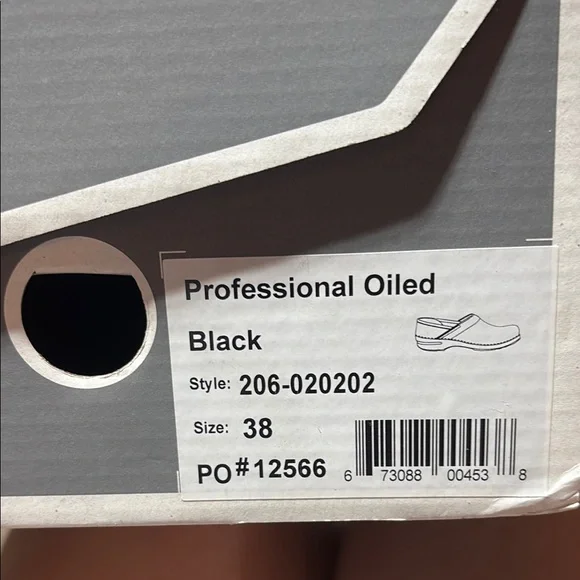 Professional Oiled
Black
Style: 206-020202
Size: 38
PO#12566
6 73088 00453 8